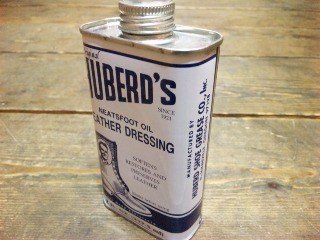 HUBERD'S
SINCE
1921
NEATSFOOT OIL
LEATHER DRESSING
SOFTENS
RESTORES AND
PRESERVES
LEATHER
MANUFACTURED BY
HUBERD SHOE GREASE CO., Inc.